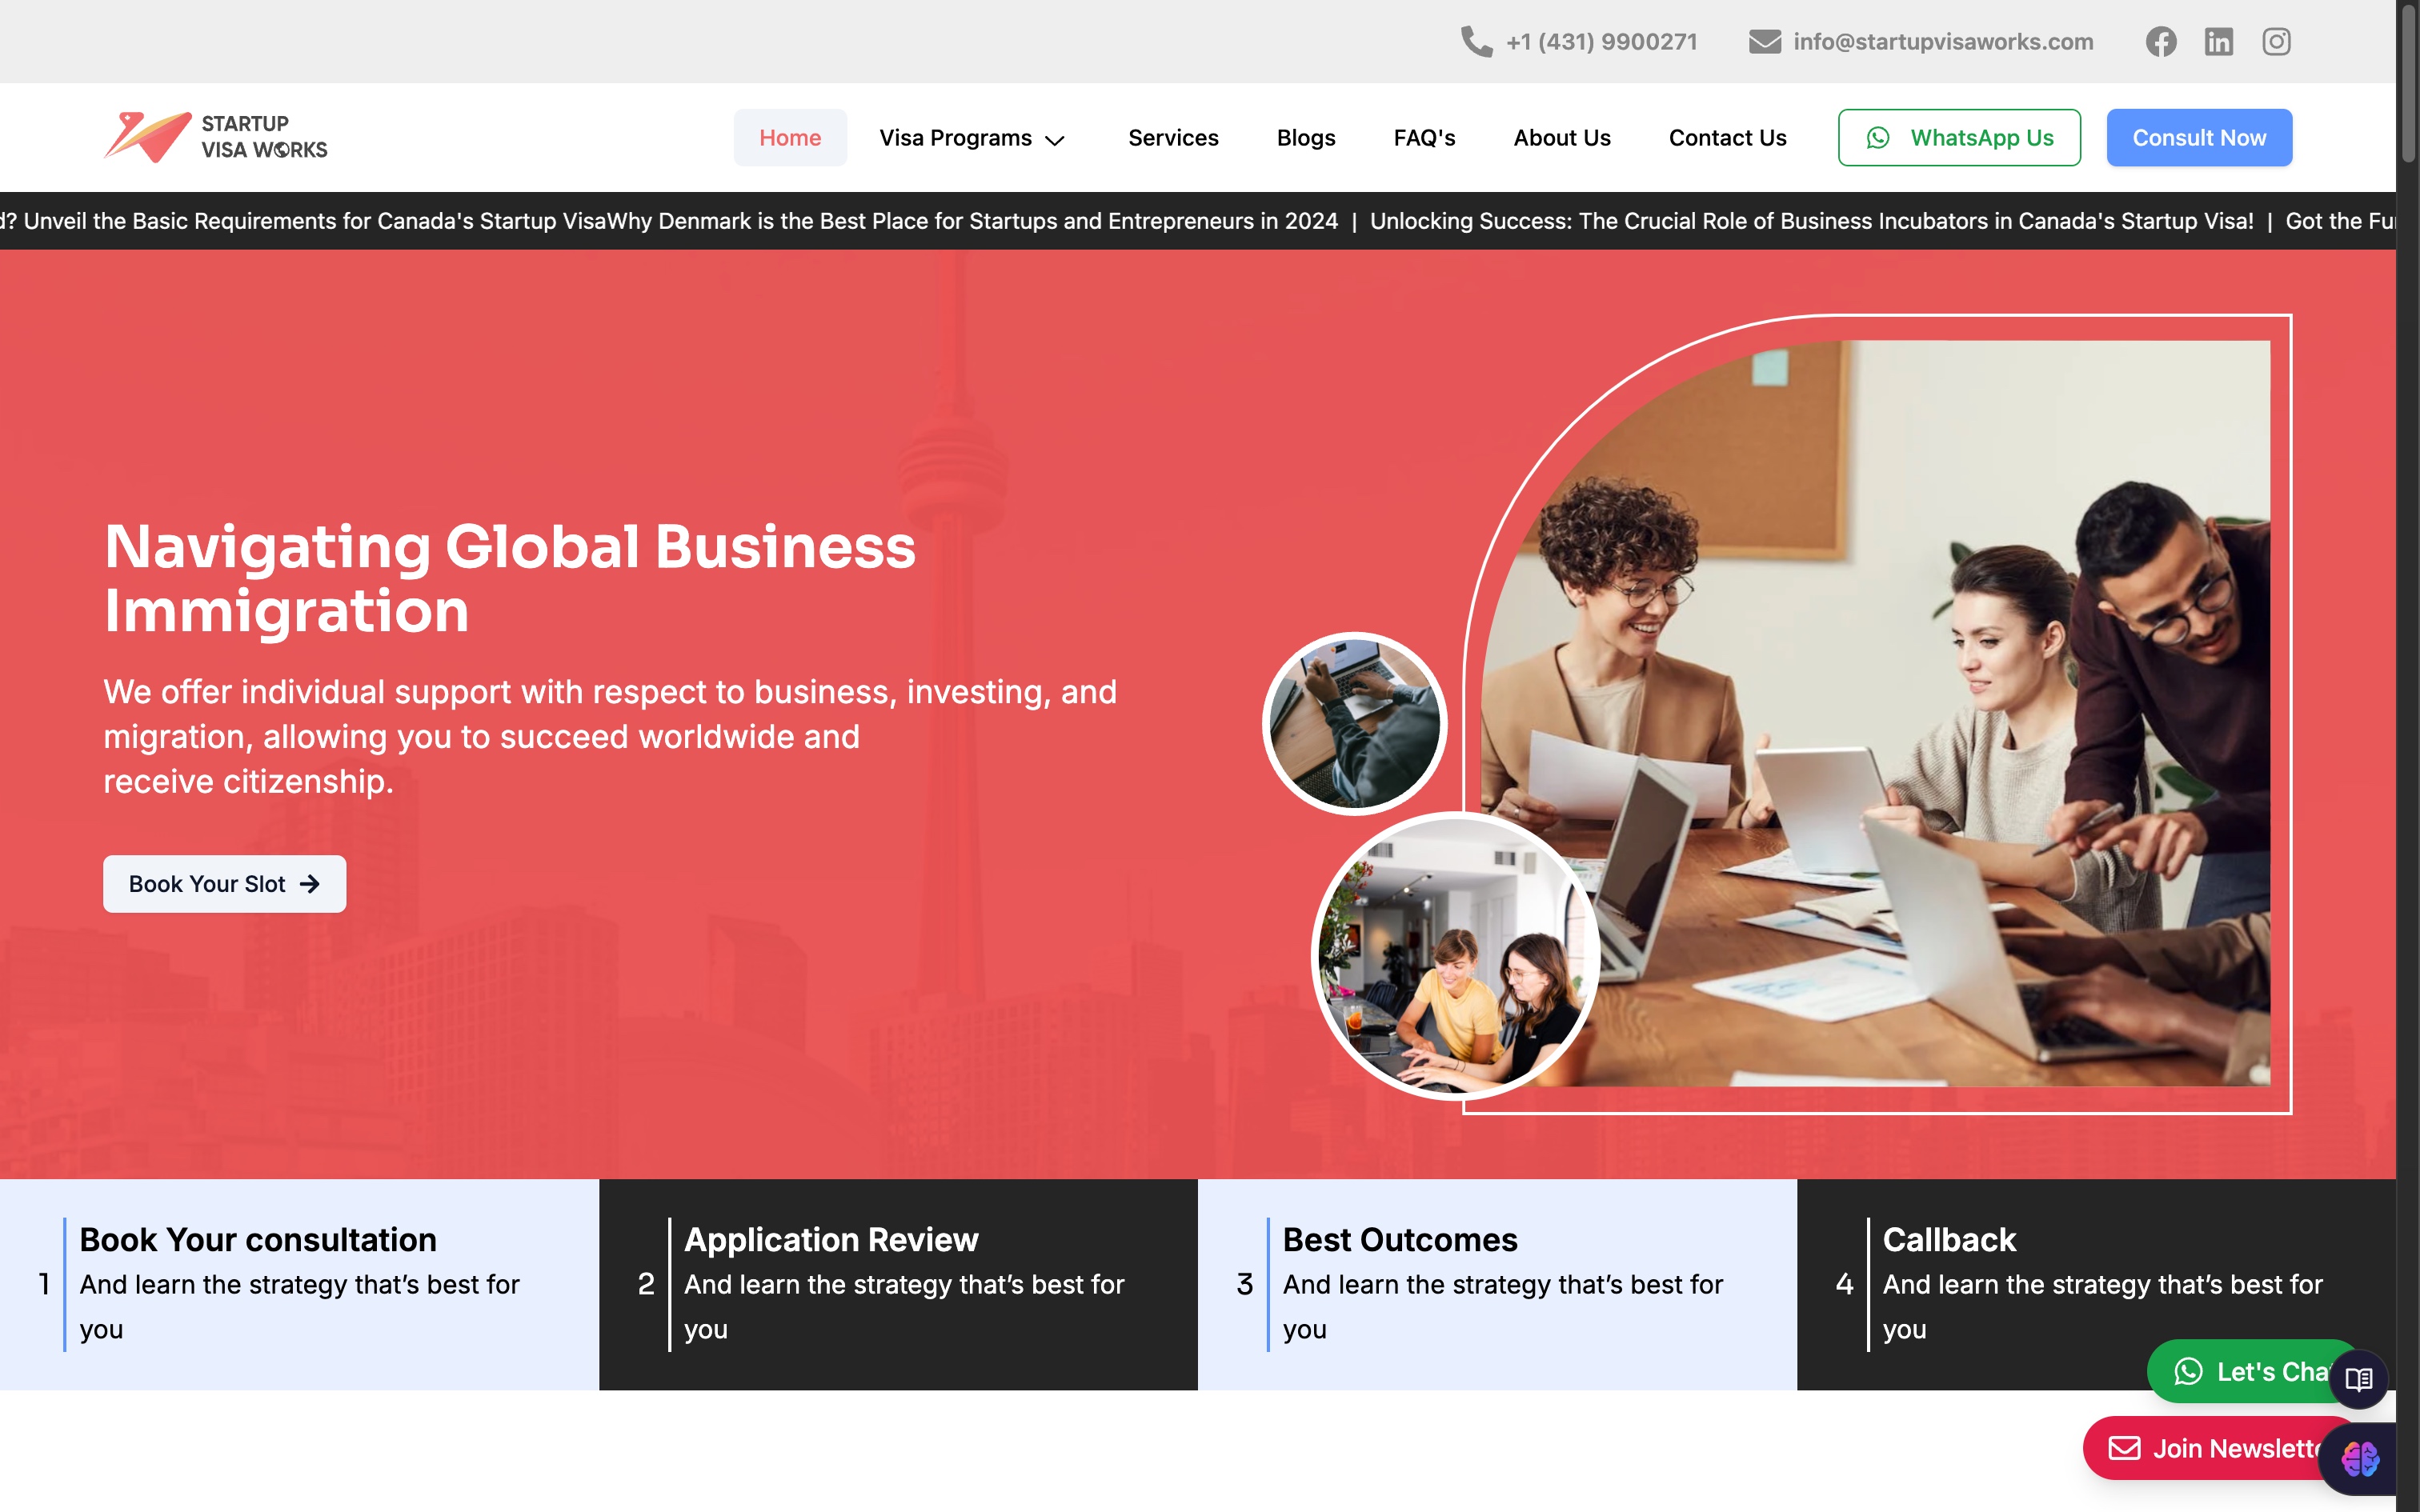 +1 (431) 9900271
info@startupvisaworks.com
STARTUP
VISA WORKS
Home
Visa Programs
Services
Blogs
FAQ's
About Us
Contact Us
WhatsApp Us
Consult Now
? Unveil the Basic Requirements for Canada's Startup VisaWhy Denmark is the Best Place for Startups and Entrepreneurs in 2024 | Unlocking Success: The Crucial Role of Business Incubators in Canada's Startup Visa! | Got the
Navigating Global Business
Immigration
We offer individual support with respect to business, investing, and
migration, allowing you to succeed worldwide and
receive citizenship.
Book Your Slot
1
Book Your consultation
And learn the strategy that’s best for
you
2
Application Review
And learn the strategy that’s best for
you
3
Best Outcomes
And learn the strategy that’s best for
you
4
Callback
And learn the strategy that’s best for
you
Let's Cha
Join Newslett